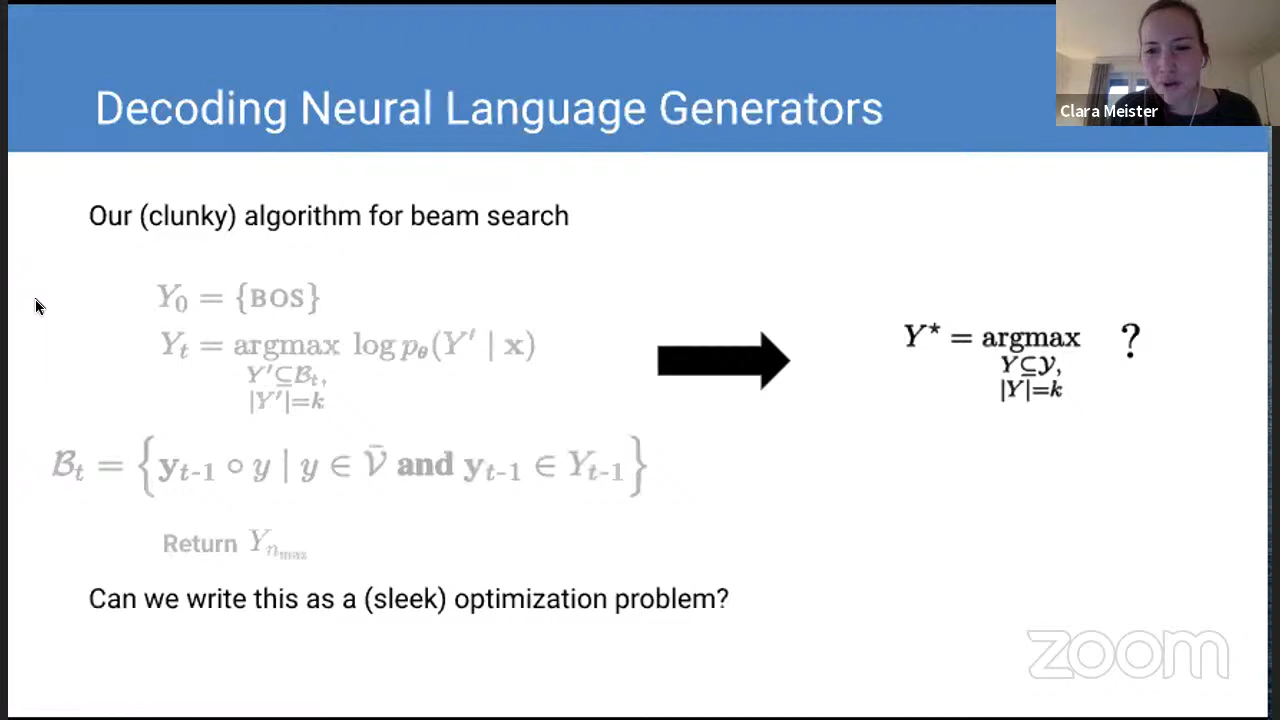 Decoding Neural Language Generators
Clara Meister
Our (clunky) algorithm for beam search
Y₀ = {BOS}
Yₜ = argmax log p_θ(Y′ | x)
Y′⊆ℬₜ,
|Y′|=k
ℬₜ = {yₜ₋₁ ∘ y | y ∈ V̄ and yₜ₋₁ ∈ Yₜ₋₁}
Return Y_{n_max}
Y* = argmax ?
Y⊆𝒴,
|Y|=k
Can we write this as a (sleek) optimization problem?
zoom